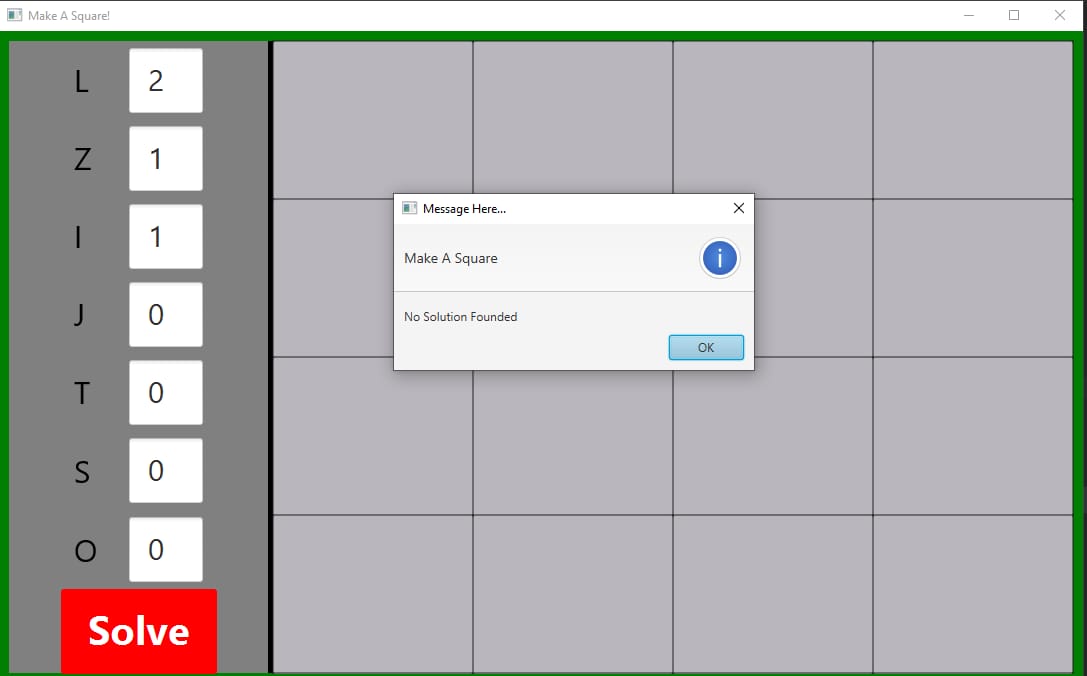 Make A Square!
L 2
Z 1
I 1
J 0
T 0
S 0
O 0
Solve
Message Here...
Make A Square
i
No Solution Founded
OK